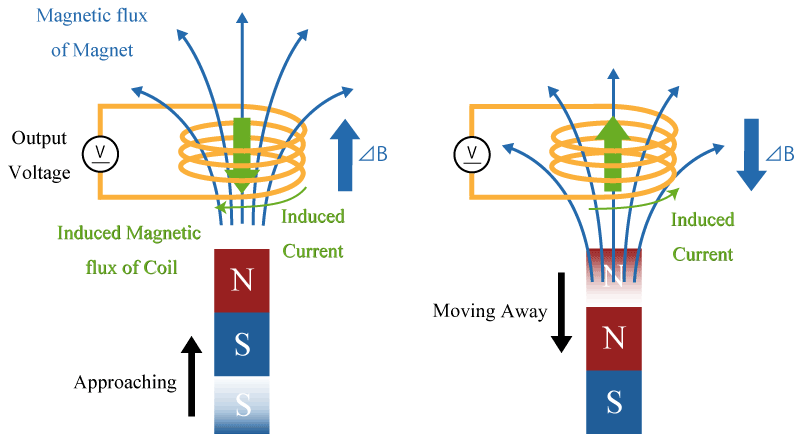 Magnetic flux
of Magnet
Output
Voltage
V
⊿B
Induced Magnetic
flux of Coil
Induced
Current
N
S
S
Approaching
V
⊿B
Induced
Current
N
N
S
Moving Away